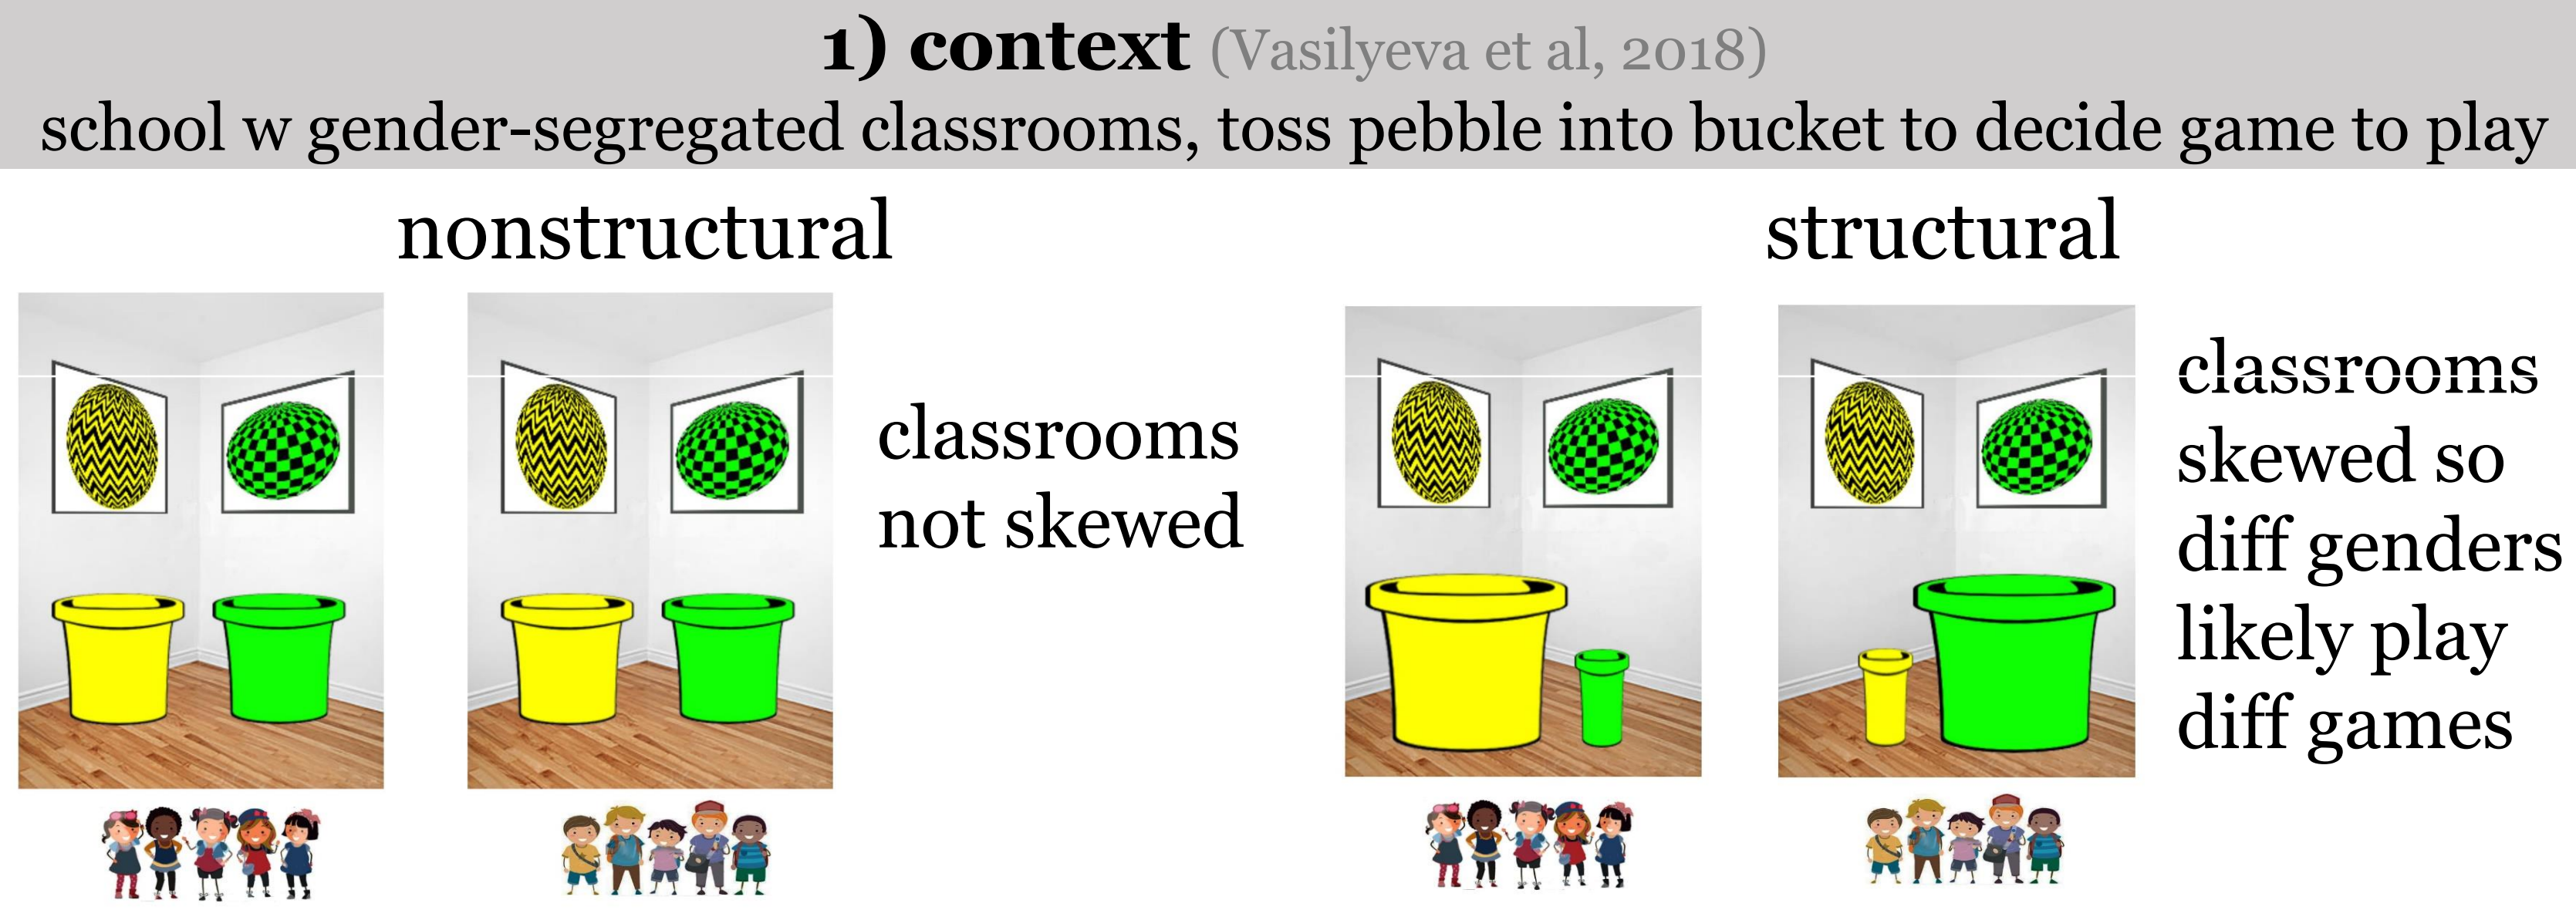 1) context (Vasilyeva et al, 2018)
school w gender-segregated classrooms, toss pebble into bucket to decide game to play
nonstructural
classrooms
not skewed
structural
classrooms
skewed so
diff genders
likely play
diff games